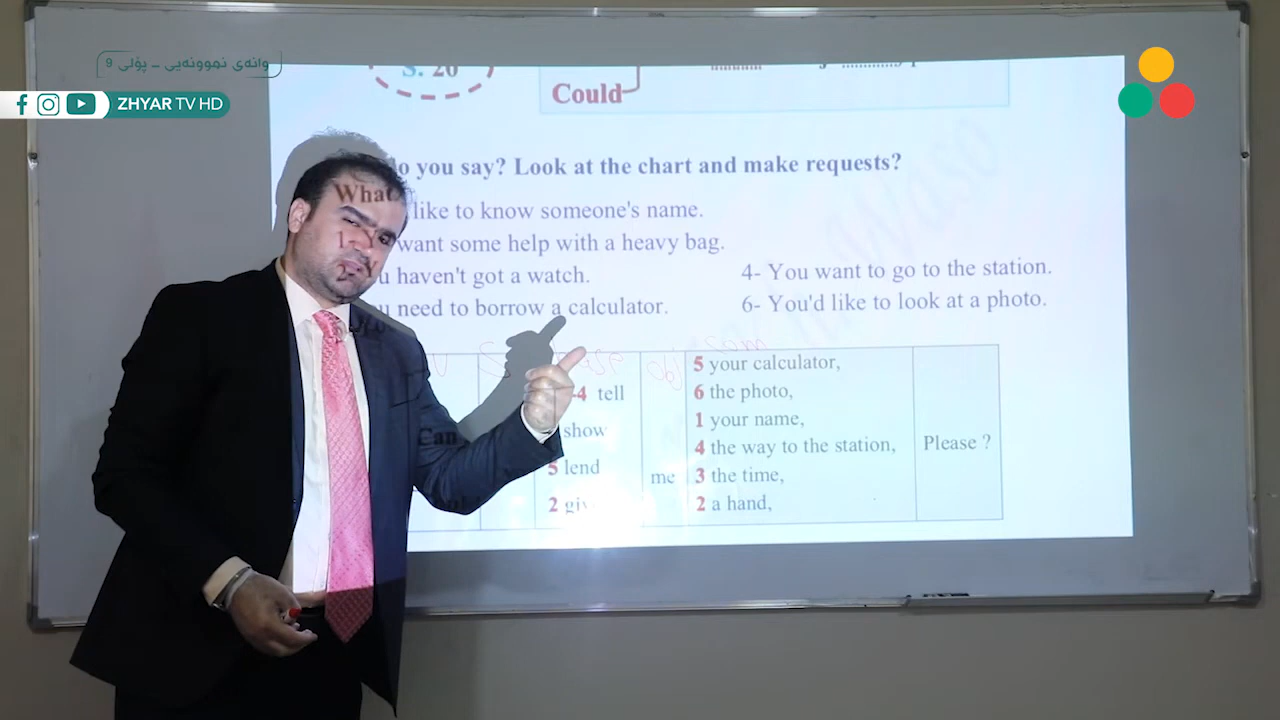 وانەی نموونەیی - پۆلی 9
ZHYAR TV HD
S. 20
Could
What do you say? Look at the chart and make requests?
like to know someone's name.
want some help with a heavy bag.
haven't got a watch.
4- You want to go to the station.
need to borrow a calculator.
6- You'd like to look at a photo.
obj
5 your calculator,
4 tell
6 the photo,
show
1 your name,
Can
4 the way to the station,
Please ?
5 lend
me
3 the time,
2
2 a hand,